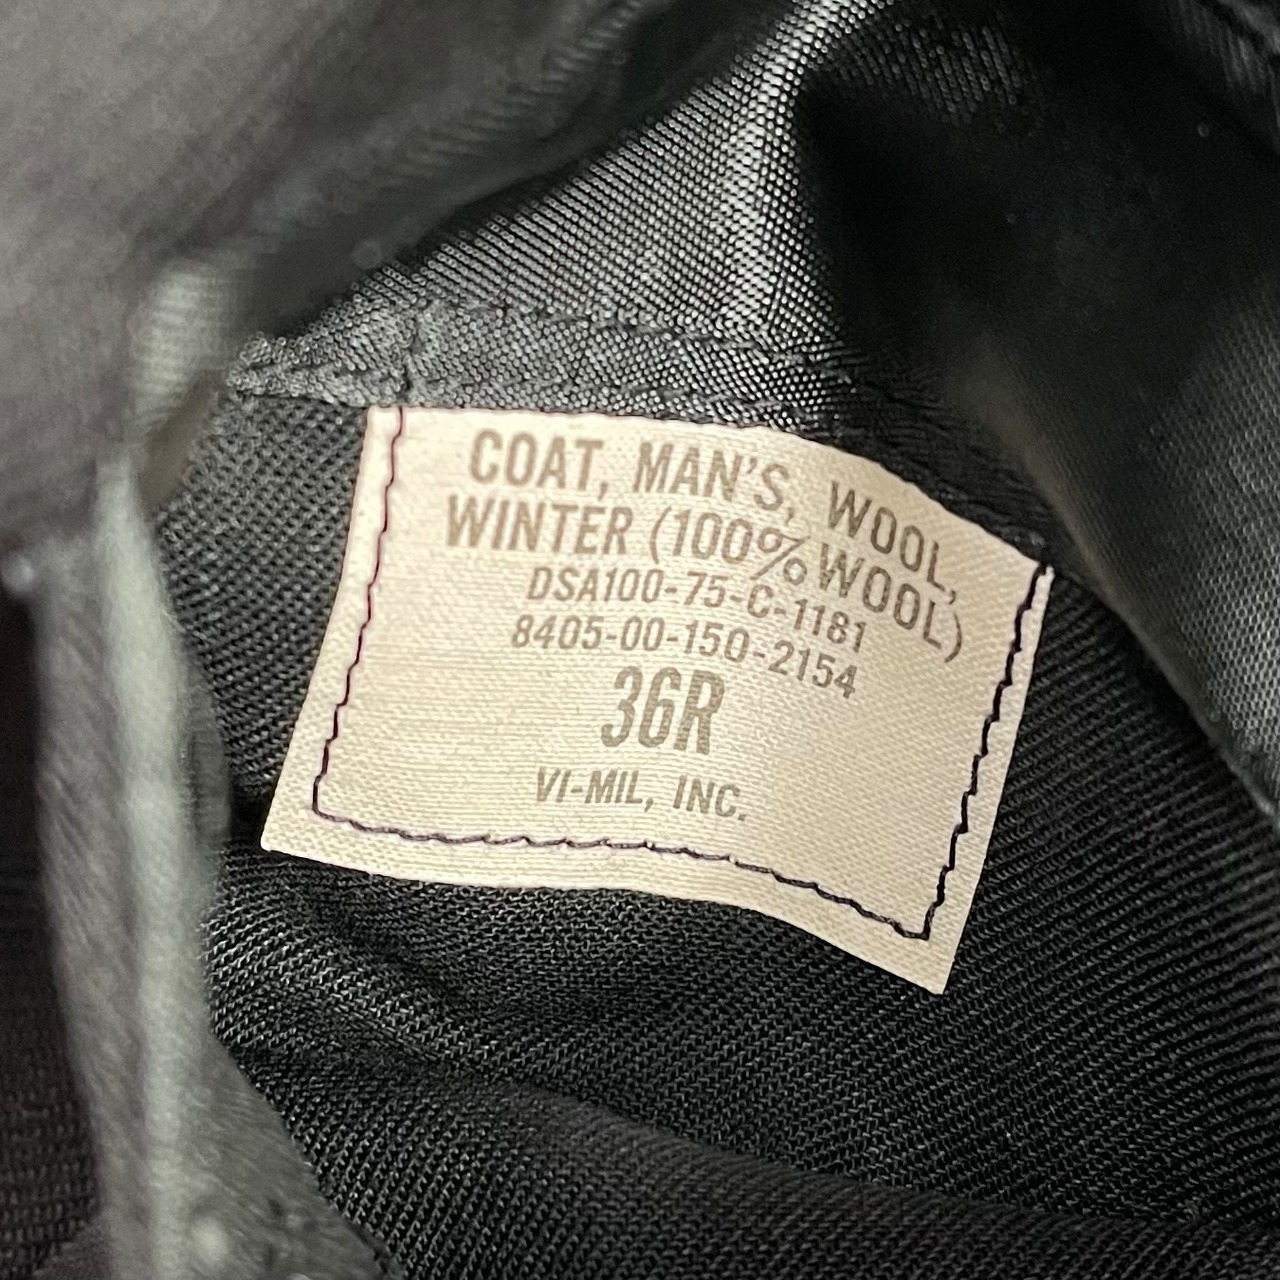 COAT, MAN'S, WOOL,
WINTER (100% WOOL)
DSA100-75-C-1181
8405-00-150-2154
36R
VI-MIL, INC.